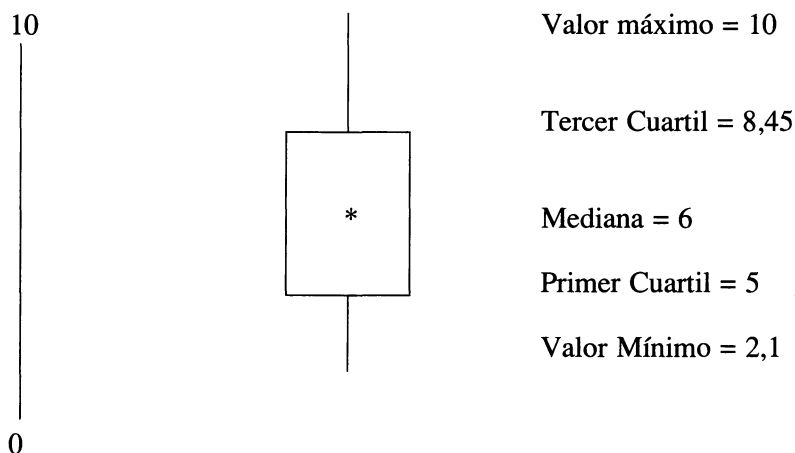 10
Valor máximo = 10
Tercer Cuartil = 8,45
*
Mediana = 6
Primer Cuartil = 5
Valor Mínimo = 2,1
0